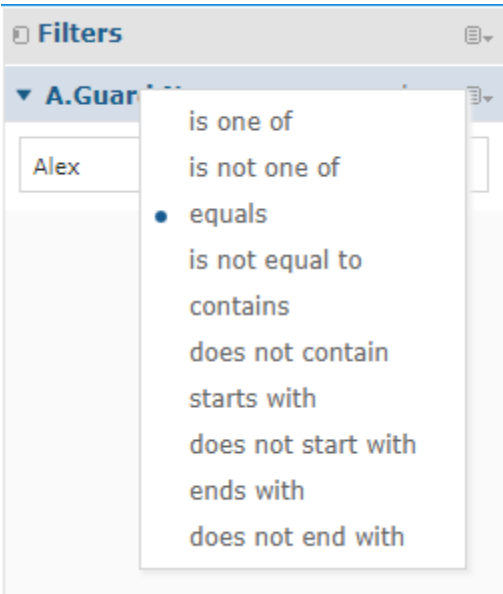 Filters
A.Guard
Alex
is one of
is not one of
equals
is not equal to
contains
does not contain
starts with
does not start with
ends with
does not end with